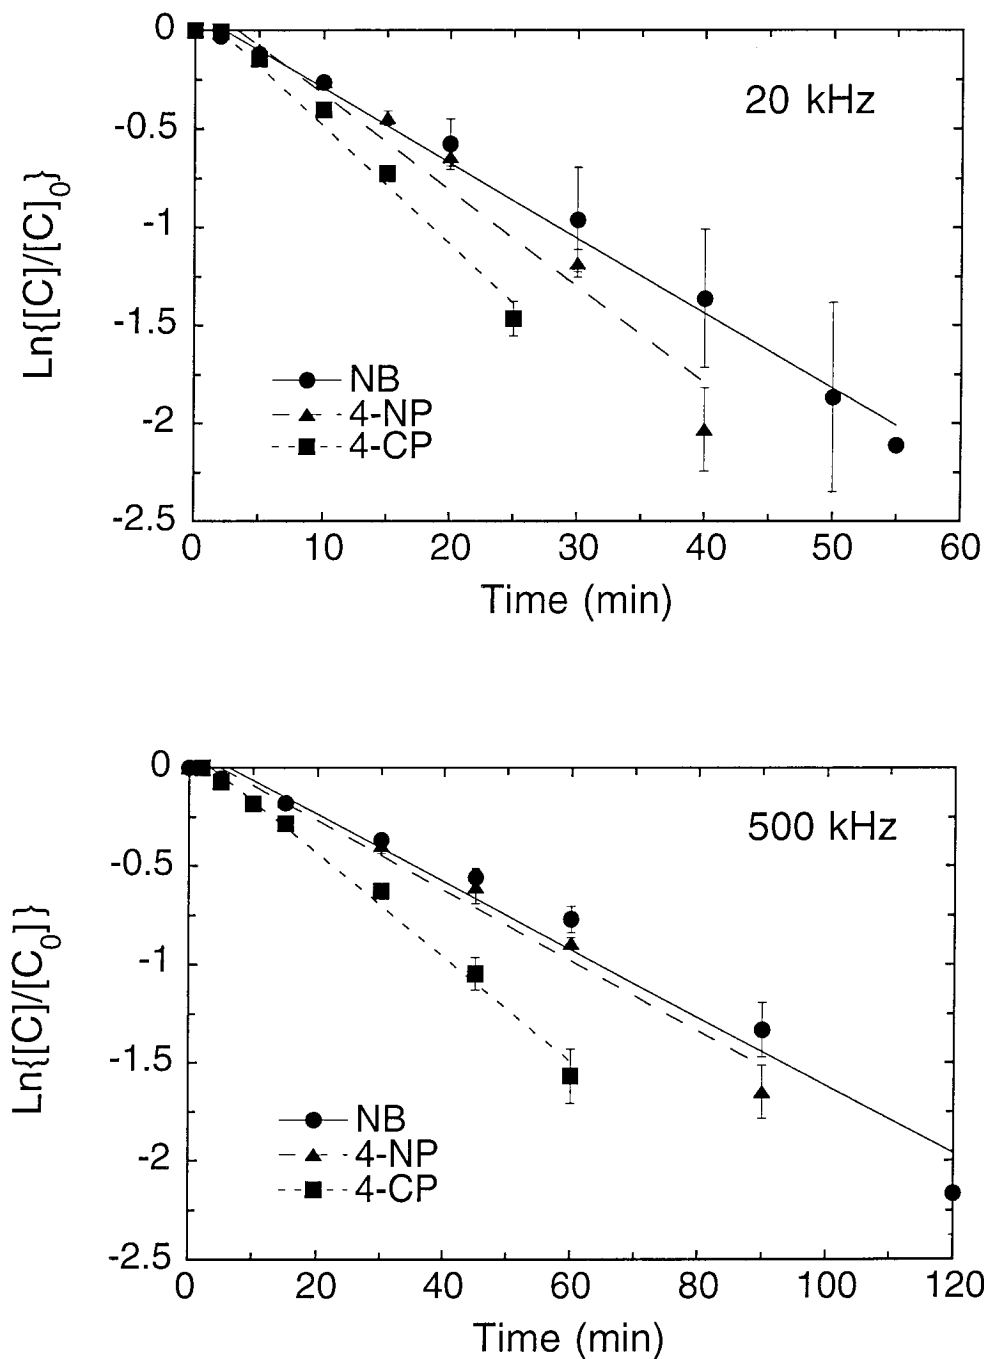 0
-0.5
-1
-1.5
-2
-2.5
Ln{[C]/[C]0}
20 kHz
NB
4-NP
4-CP
0 10 20 30 40 50 60
Time (min)
0
-0.5
-1
-1.5
-2
-2.5
Ln{[C]/[C0]}
500 kHz
NB
4-NP
4-CP
0 20 40 60 80 100 120
Time (min)